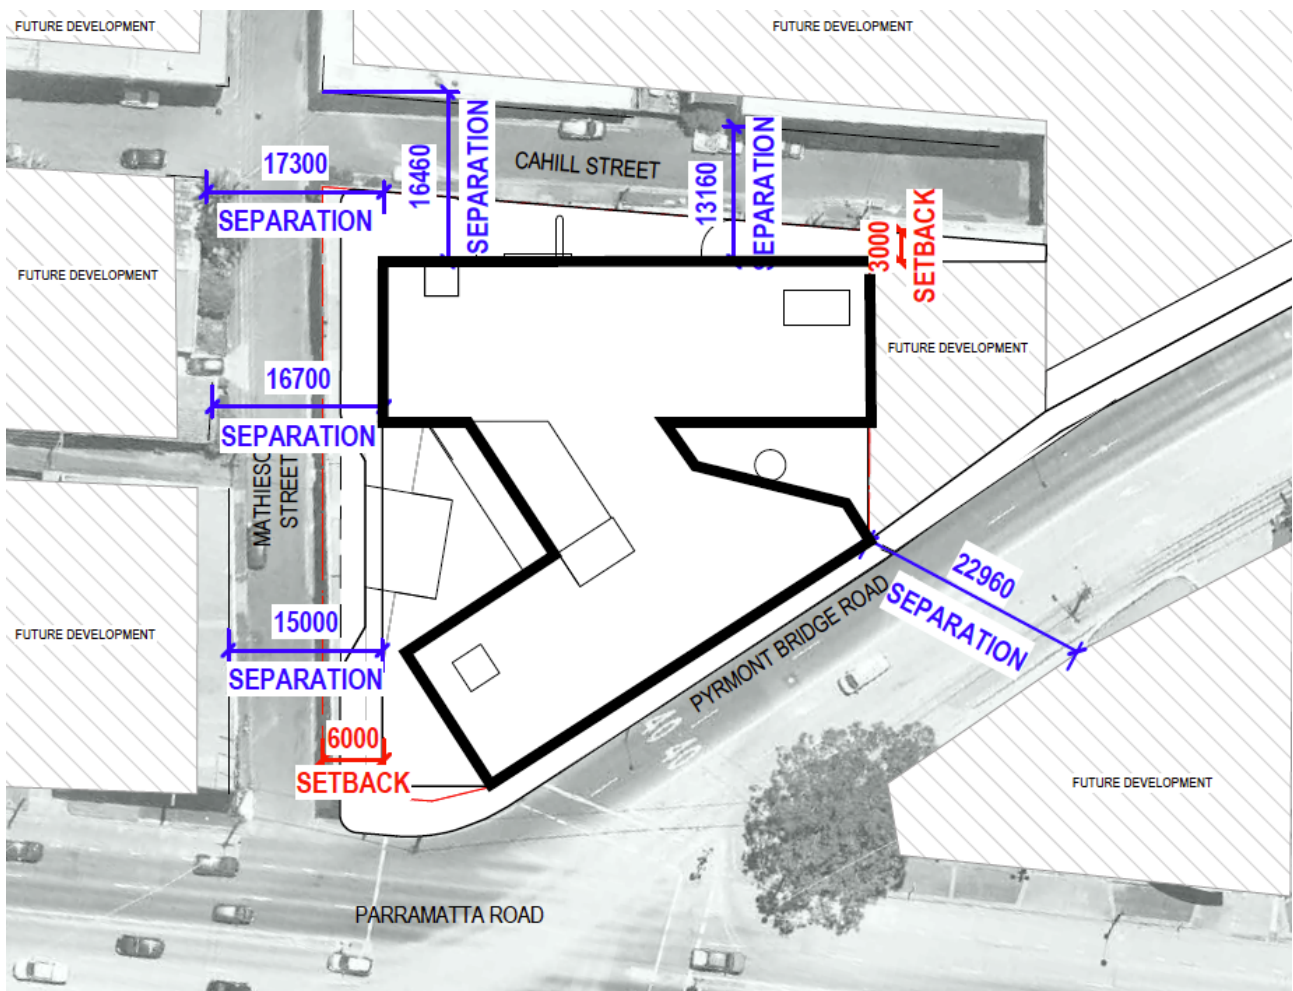 FUTURE DEVELOPMENT
FUTURE DEVELOPMENT
17300
SEPARATION
16460
SEPARATION
CAHILL STREET
13160
SEPARATION
3000
SETBACK
FUTURE DEVELOPMENT
FUTURE DEVELOPMENT
16700
SEPARATION
MATHIESO
STREET
22960
SEPARATION
PYRMONT BRIDGE ROAD
FUTURE DEVELOPMENT
15000
SEPARATION
6000
SETBACK
FUTURE DEVELOPMENT
PARRAMATTA ROAD